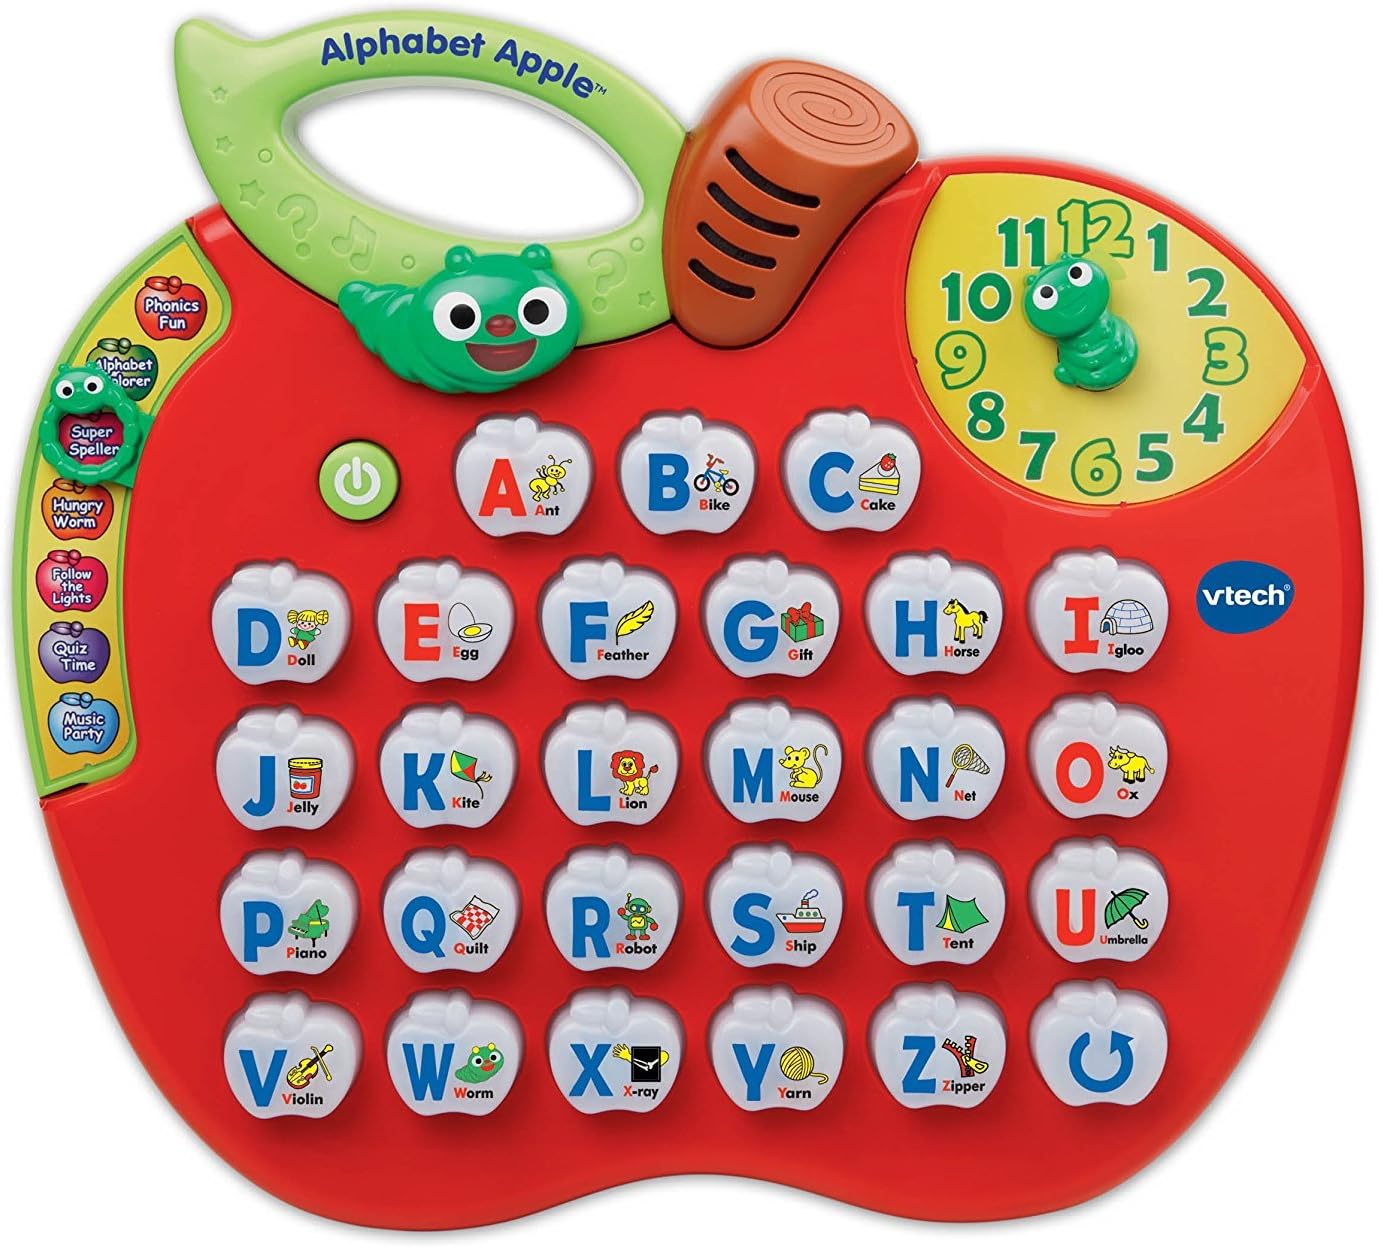 Alphabet Apple™
Phonics
Fun
Alphabet
Super
Speller
Hungry
Worm
Follow
the
Lights
Quiz
Time
Music
Party
11 12 1
10 2
9 3
8 4
7 6 5
vtech®
A Ant
B Bike
C Cake
D Doll
E Egg
F Feather
G Gift
H Horse
I Igloo
J Jelly
K Kite
L Lion
M Mouse
N Net
O Ox
P Piano
Q Quilt
R Robot
S Ship
T Tent
U Umbrella
V Violin
W Worm
X X-ray
Y Yarn
Z Zipper